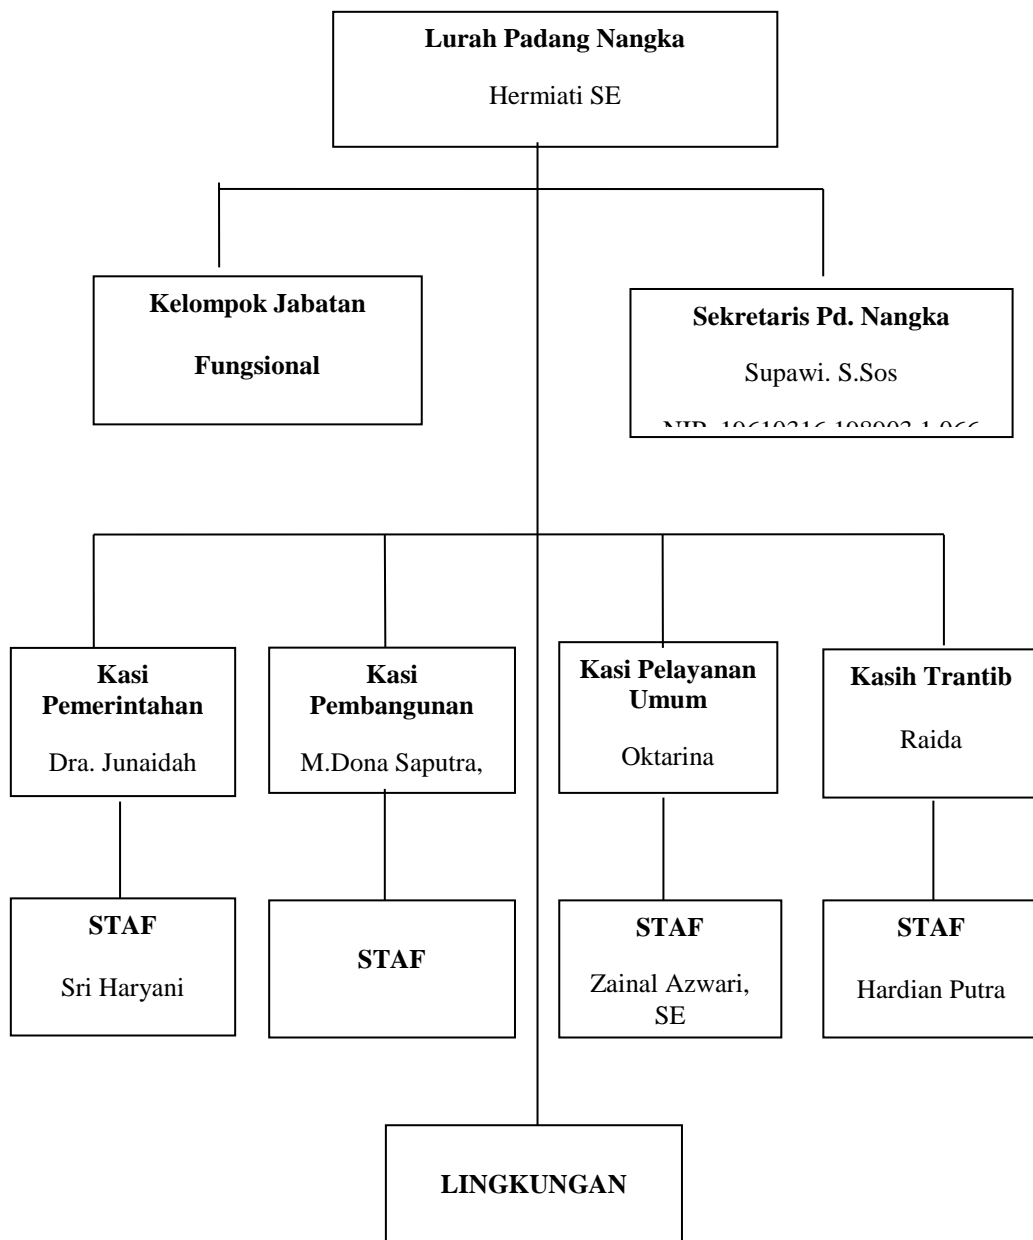 Lurah Padang Nangka
Hermiati SE
Kelompok Jabatan
Fungsional
Sekretaris Pd. Nangka
Supawi. S.Sos
Kasi
Pemerintahan
Dra. Junaidah
Kasi
Pembangunan
M.Dona Saputra,
Kasi Pelayanan
Umum
Oktarina
Kasih Trantib
Raida
STAF
Sri Haryani
STAF
STAF
Zainal Azwari,
SE
STAF
Hardian Putra
LINGKUNGAN